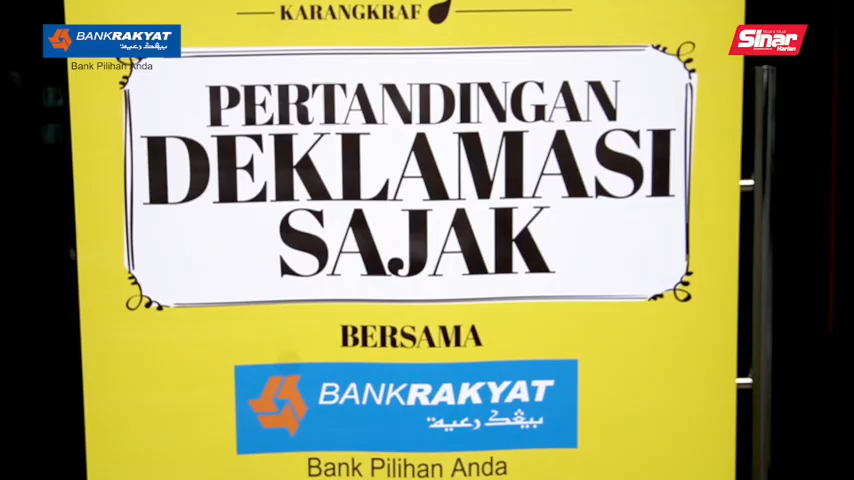 KARANGKRAF
BANKRAKYAT
بيڠک رعية
Bank Pilihan Anda
Sinar
Harian
PERTANDINGAN
DEKLAMASI
SAJAK
BERSAMA
BANKRAKYAT
بيڠک رعية
Bank Pilihan Anda